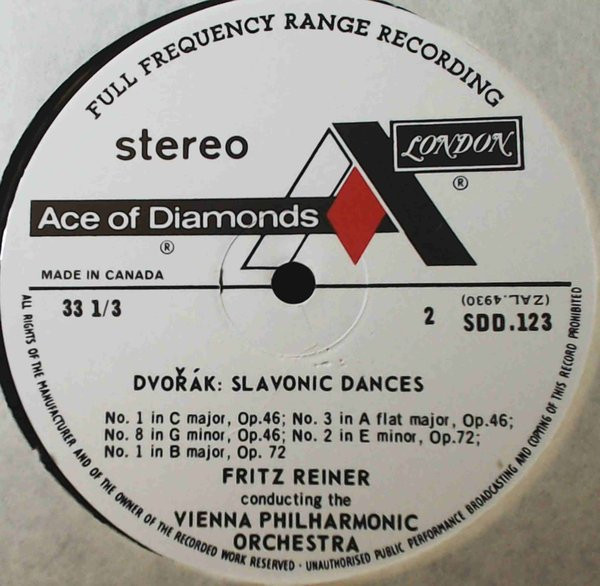 FULL FREQUENCY RANGE RECORDING
stereo
LONDON
®
Ace of Diamonds
®
MADE IN CANADA
33 1/3
2
(ZAL.4930)
SDD.123
DVOŘÁK: SLAVONIC DANCES
No. 1 in C major, Op.46; No. 3 in A flat major, Op.46;
No. 8 in G minor, Op.46; No. 2 in E minor, Op.72;
No. 1 in B major, Op. 72
FRITZ REINER
conducting the
VIENNA PHILHARMONIC
ORCHESTRA
ALL RIGHTS OF THE MANUFACTURER AND OF THE OWNER OF THE RECORDED WORK RESERVED · UNAUTHORISED PUBLIC PERFORMANCE BROADCASTING AND COPYING OF THIS RECORD PROHIBITED